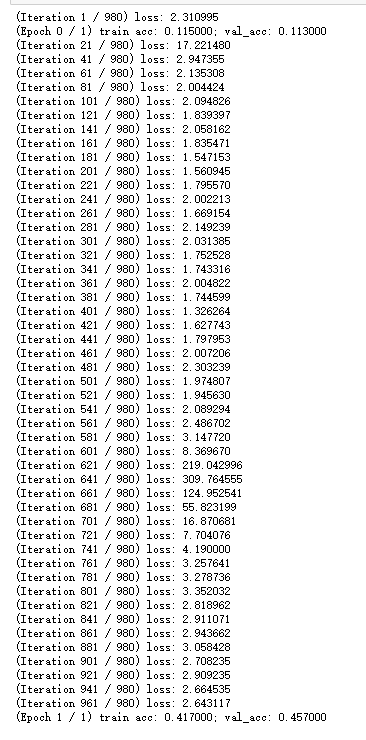 (Iteration 1 / 980) loss: 2.310995
(Epoch 0 / 1) train acc: 0.115000; val_acc: 0.113000
(Iteration 21 / 980) loss: 17.221480
(Iteration 41 / 980) loss: 2.947355
(Iteration 61 / 980) loss: 2.135308
(Iteration 81 / 980) loss: 2.004424
(Iteration 101 / 980) loss: 2.094826
(Iteration 121 / 980) loss: 1.839397
(Iteration 141 / 980) loss: 2.058162
(Iteration 161 / 980) loss: 1.835471
(Iteration 181 / 980) loss: 1.547153
(Iteration 201 / 980) loss: 1.560945
(Iteration 221 / 980) loss: 1.795570
(Iteration 241 / 980) loss: 2.002213
(Iteration 261 / 980) loss: 1.669154
(Iteration 281 / 980) loss: 2.149239
(Iteration 301 / 980) loss: 2.031385
(Iteration 321 / 980) loss: 1.752528
(Iteration 341 / 980) loss: 1.743316
(Iteration 361 / 980) loss: 2.004822
(Iteration 381 / 980) loss: 1.744599
(Iteration 401 / 980) loss: 1.326264
(Iteration 421 / 980) loss: 1.627743
(Iteration 441 / 980) loss: 1.797953
(Iteration 461 / 980) loss: 2.007206
(Iteration 481 / 980) loss: 2.303239
(Iteration 501 / 980) loss: 1.974807
(Iteration 521 / 980) loss: 1.945630
(Iteration 541 / 980) loss: 2.089294
(Iteration 561 / 980) loss: 2.486702
(Iteration 581 / 980) loss: 3.147720
(Iteration 601 / 980) loss: 8.369670
(Iteration 621 / 980) loss: 219.042996
(Iteration 641 / 980) loss: 309.764555
(Iteration 661 / 980) loss: 124.952541
(Iteration 681 / 980) loss: 55.823199
(Iteration 701 / 980) loss: 16.870681
(Iteration 721 / 980) loss: 7.704076
(Iteration 741 / 980) loss: 4.190000
(Iteration 761 / 980) loss: 3.257641
(Iteration 781 / 980) loss: 3.278736
(Iteration 801 / 980) loss: 3.352032
(Iteration 821 / 980) loss: 2.818962
(Iteration 841 / 980) loss: 2.911071
(Iteration 861 / 980) loss: 2.943662
(Iteration 881 / 980) loss: 3.058428
(Iteration 901 / 980) loss: 2.708235
(Iteration 921 / 980) loss: 2.909235
(Iteration 941 / 980) loss: 2.664535
(Iteration 961 / 980) loss: 2.643117
(Epoch 1 / 1) train acc: 0.417000; val_acc: 0.457000